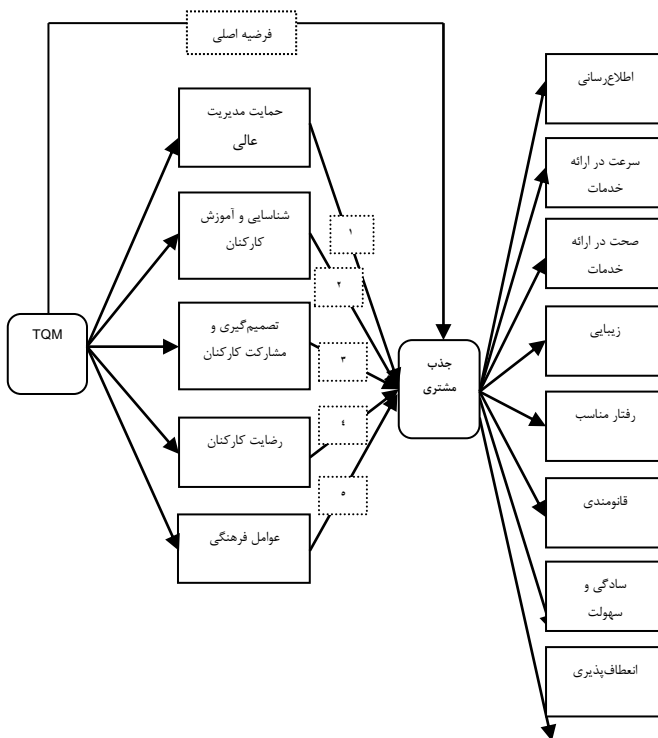 فرضیه اصلی
حمایت مدیریت
عالی
شناسایی و آموزش
کارکنان
تصمیم‌گیری و
مشارکت کارکنان
رضایت کارکنان
عوامل فرهنگی
TQM
۱
۲
۳
٤
۵
جذب
مشتری
اطلاع‌رسانی
سرعت در ارائه
خدمات
صحت در ارائه
خدمات
زیبایی
رفتار مناسب
قانومندی
سادگی و
سهولت
انعطاف‌پذیری